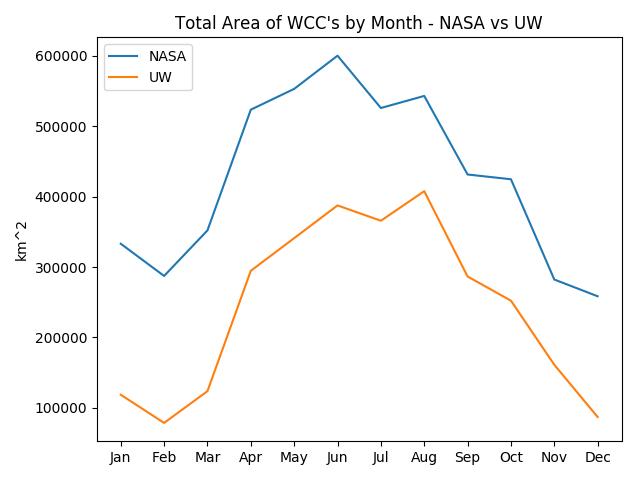 Total Area of WCC's by Month - NASA vs UW
NASA
UW
600000
500000
400000
300000
200000
100000
km^2
Jan Feb Mar Apr May Jun Jul Aug Sep Oct Nov Dec